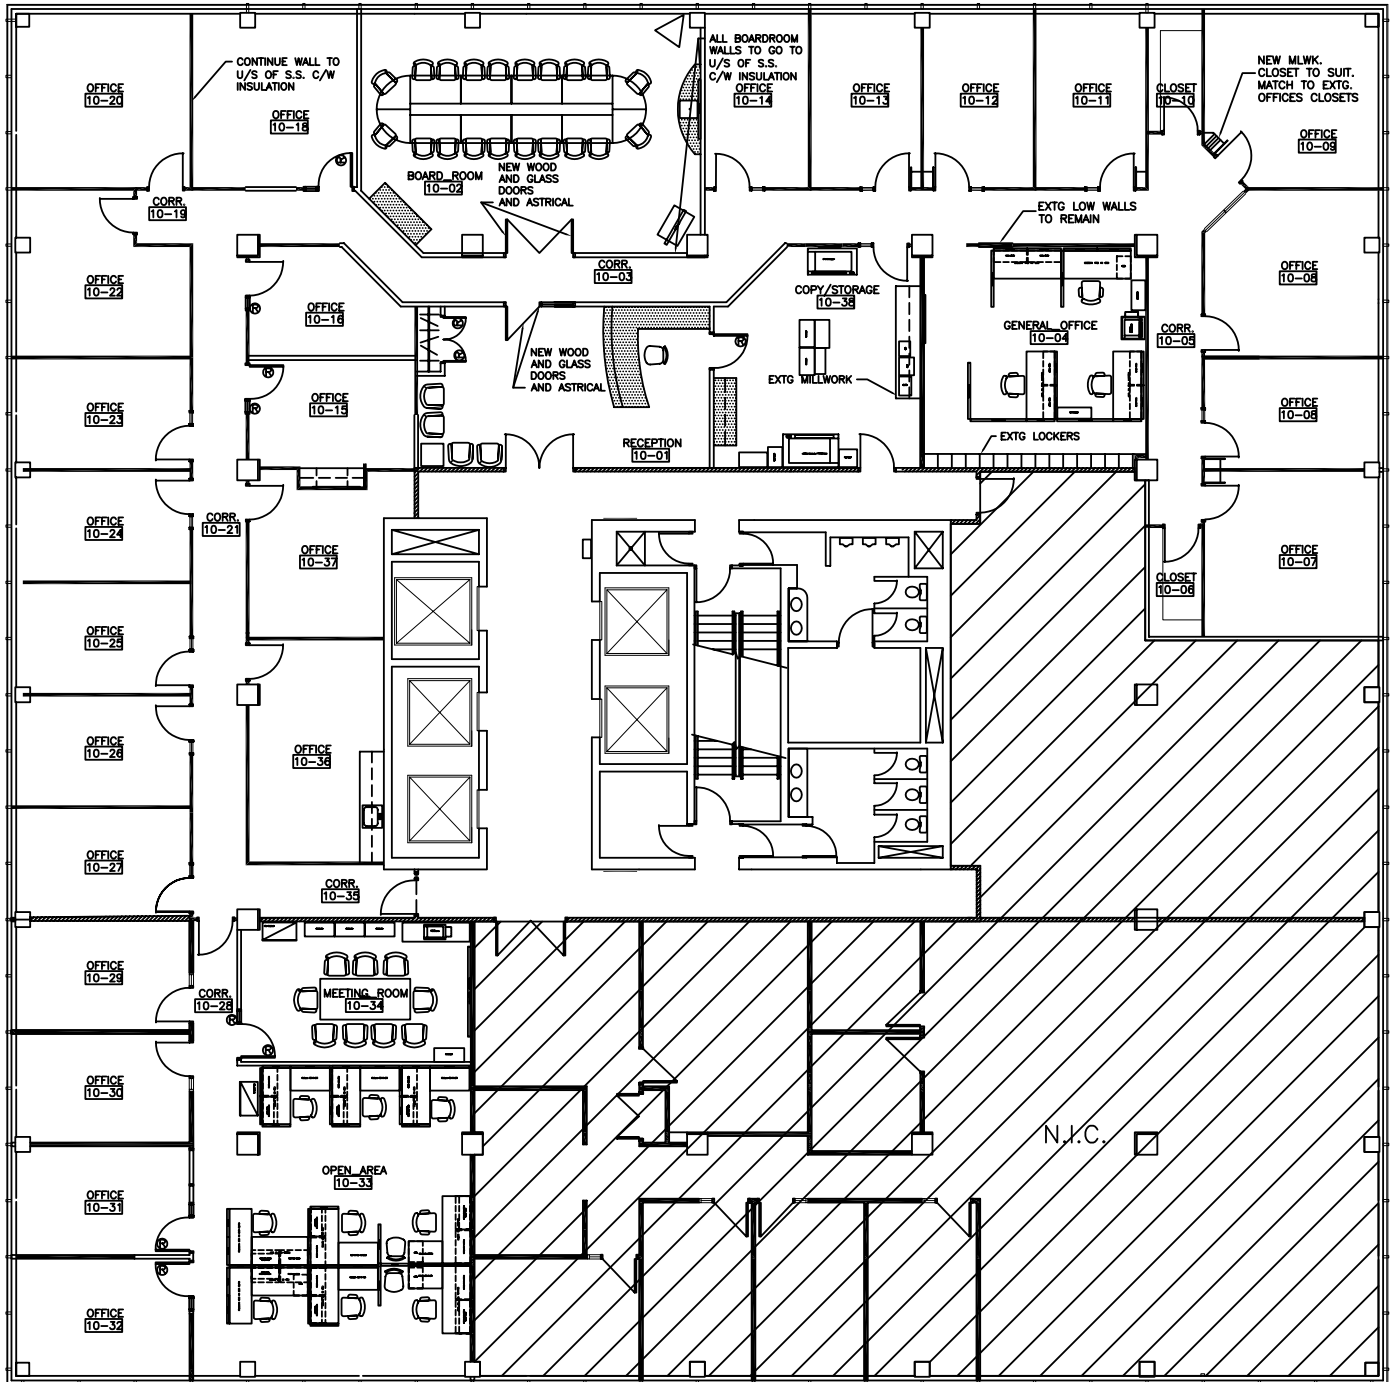 CONTINUE WALL TO
U/S OF S.S. C/W
INSULATION
ALL BOARDROOM
WALLS TO GO TO
U/S OF S.S.
C/W INSULATION
NEW MLWK.
CLOSET TO SUIT.
MATCH TO EXTG.
OFFICES CLOSETS
OFFICE
10-20
OFFICE
10-18
OFFICE
10-14
OFFICE
10-13
OFFICE
10-12
OFFICE
10-11
CLOSET
10-10
OFFICE
10-09
BOARD_ROOM
10-02
NEW WOOD
AND GLASS
DOORS
AND ASTRICAL
CORR.
10-19
EXTG LOW WALLS
TO REMAIN
CORR.
10-03
OFFICE
10-22
OFFICE
10-16
COPY/STORAGE
10-38
OFFICE
10-08
GENERAL_OFFICE
10-04
CORR.
10-05
NEW WOOD
AND GLASS
DOORS
AND ASTRICAL
EXTG MILLWORK
OFFICE
10-23
OFFICE
10-15
OFFICE
10-08
RECEPTION
10-01
EXTG LOCKERS
OFFICE
10-24
CORR.
10-21
OFFICE
10-37
OFFICE
10-07
CLOSET
10-06
OFFICE
10-25
OFFICE
10-26
OFFICE
10-36
OFFICE
10-27
CORR.
10-35
OFFICE
10-29
CORR.
10-28
MEETING_ROOM
10-34
OFFICE
10-30
N.I.C.
OPEN_AREA
10-33
OFFICE
10-31
OFFICE
10-32